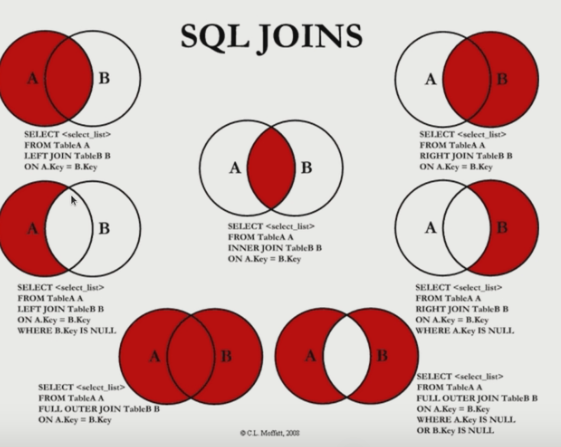 SQL JOINS
A B
SELECT <select_list>
FROM TableA A
LEFT JOIN TableB B
ON A.Key = B.Key
A B
SELECT <select_list>
FROM TableA A
RIGHT JOIN TableB B
ON A.Key = B.Key
A B
SELECT <select_list>
FROM TableA A
INNER JOIN TableB B
ON A.Key = B.Key
A B
SELECT <select_list>
FROM TableA A
LEFT JOIN TableB B
ON A.Key = B.Key
WHERE B.Key IS NULL
A B
SELECT <select_list>
FROM TableA A
RIGHT JOIN TableB B
ON A.Key = B.Key
WHERE A.Key IS NULL
A B
SELECT <select_list>
FROM TableA A
FULL OUTER JOIN TableB B
ON A.Key = B.Key
A B
SELECT <select_list>
FROM TableA A
FULL OUTER JOIN TableB B
ON A.Key = B.Key
WHERE A.Key IS NULL
OR B.Key IS NULL
© C.L. Moffatt, 2008